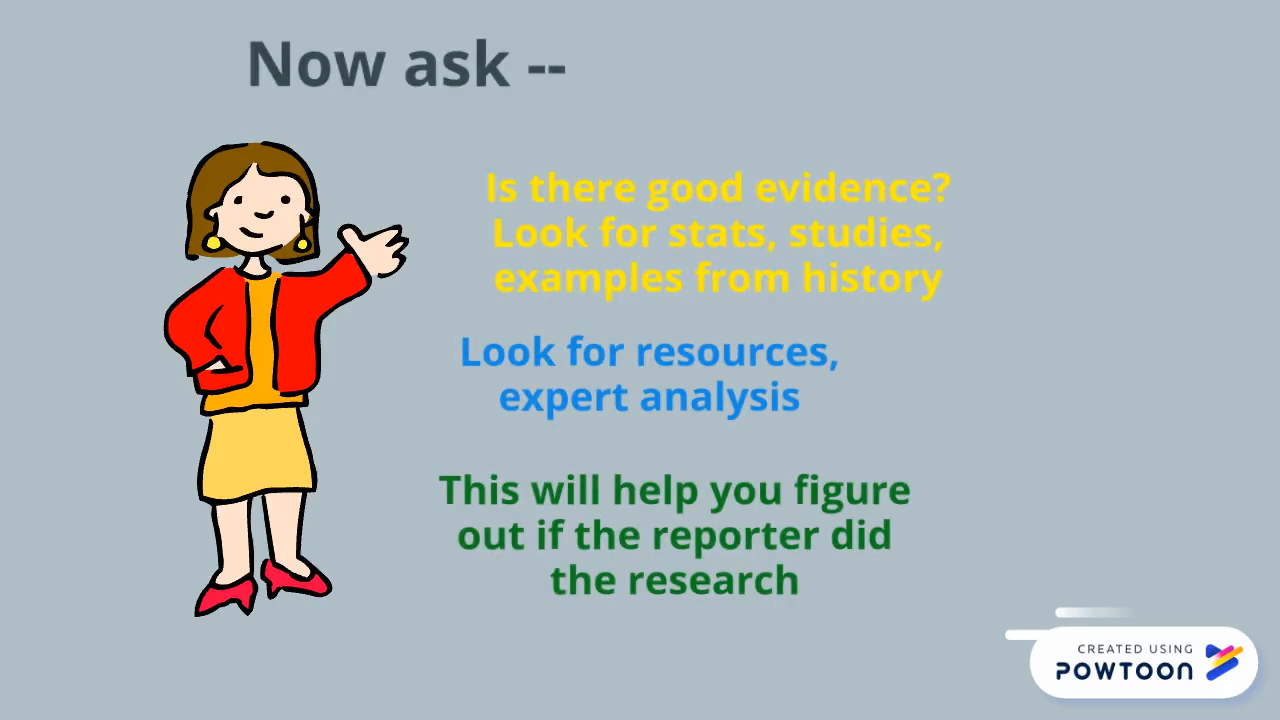 Now ask --
Is there good evidence?
Look for stats, studies,
examples from history
Look for resources,
expert analysis
This will help you figure
out if the reporter did
the research
CREATED USING
POWTOON